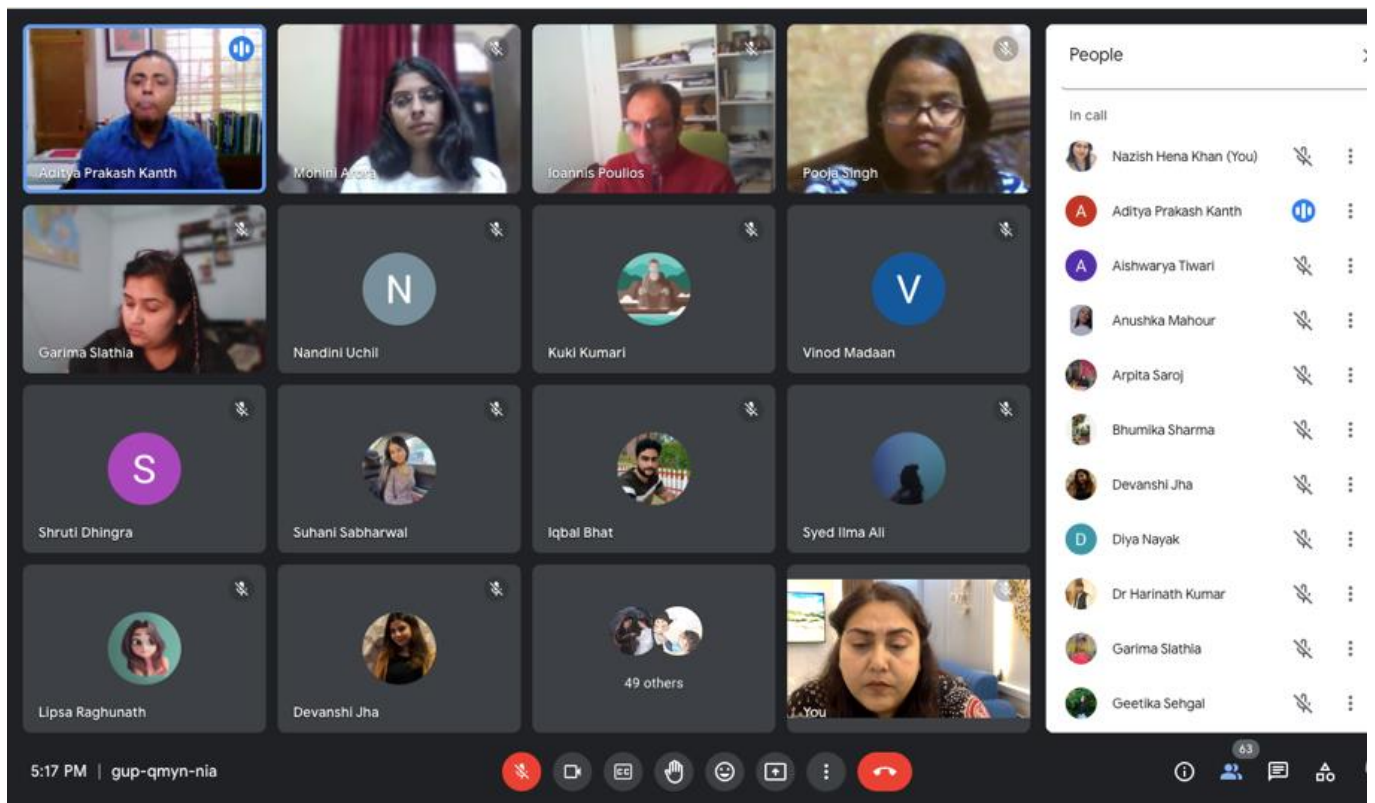 Aditya Prakash Kanth
Mohini Arora
Ioannis Poulios
Pooja Singh
Garima Slathia
N
Nandini Uchil
Kuki Kumari
V
Vinod Madaan
S
Shruti Dhingra
Suhani Sabharwal
Iqbal Bhat
Syed Ilma Ali
Lipsa Raghunath
Devanshi Jha
49 others
You
People
In call
Nazish Hena Khan (You)
A
Aditya Prakash Kanth
A
Aishwarya Tiwari
Anushka Mahour
Arpita Saroj
Bhumika Sharma
Devanshi Jha
D
Diya Nayak
Dr Harinath Kumar
Garima Slathia
Geetika Sehgal
5:17 PM | gup-qmyn-nia
CC
63